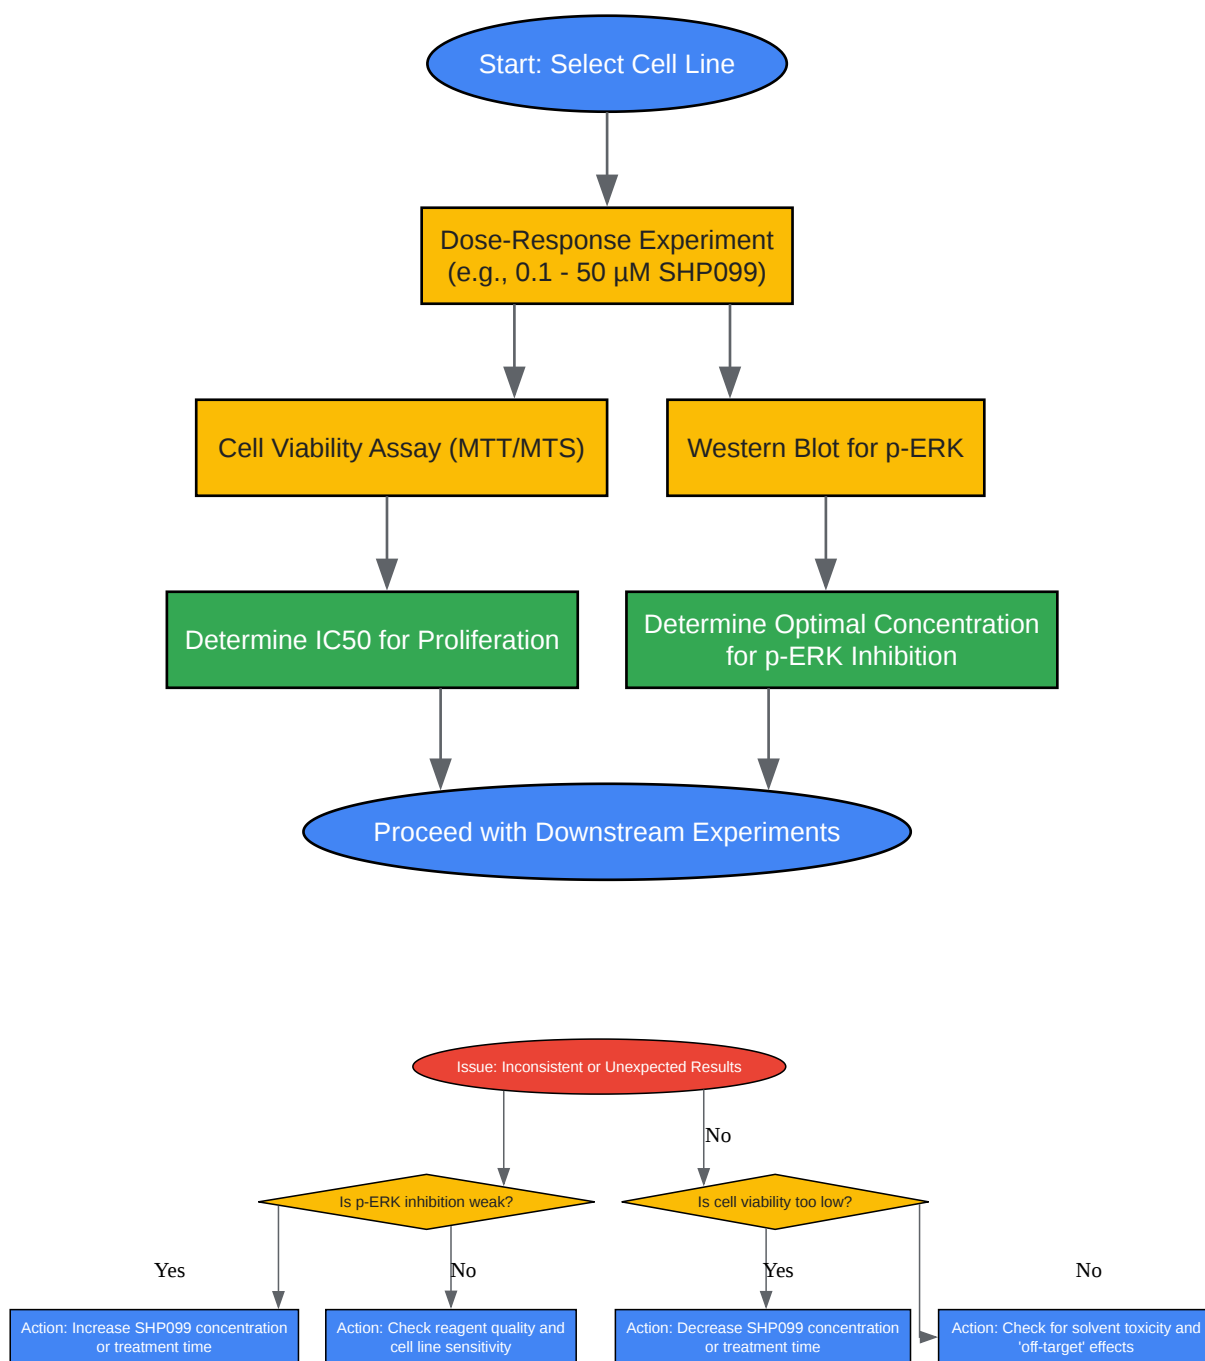 Start: Select Cell Line
Dose-Response Experiment
(e.g., 0.1 - 50 µM SHP099)
Cell Viability Assay (MTT/MTS)
Western Blot for p-ERK
Determine IC50 for Proliferation
Determine Optimal Concentration
for p-ERK Inhibition
Proceed with Downstream Experiments
Issue: Inconsistent or Unexpected Results
No
Is p-ERK inhibition weak?
Is cell viability too low?
Yes
No
Yes
No
Action: Increase SHP099 concentration
or treatment time
Action: Check reagent quality and
cell line sensitivity
Action: Decrease SHP099 concentration
or treatment time
Action: Check for solvent toxicity and
'off-target' effects